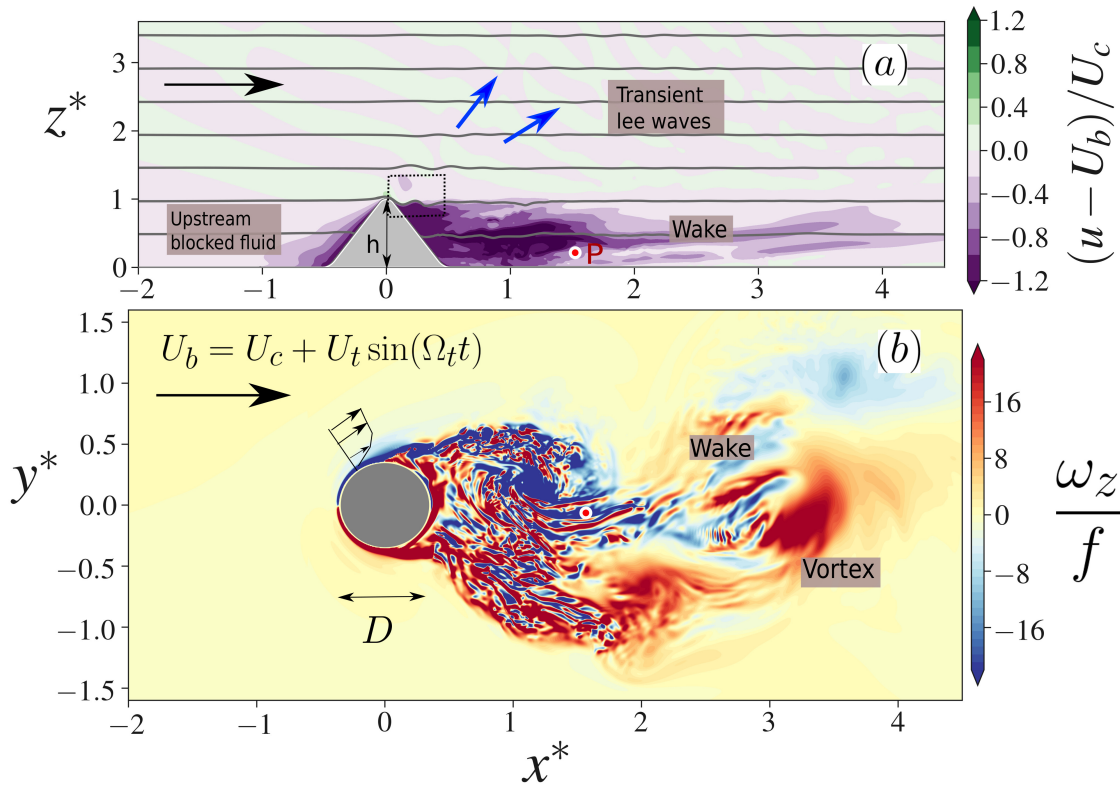 (a)
z*
3
2
1
0
Transient
lee waves
Upstream
blocked fluid
h
Wake
P
−2 −1 0 1 2 3 4
1.2
0.8
0.4
0.0
−0.4
−0.8
−1.2
(u − U_b)/U_c
(b)
U_b = U_c + U_t sin(Ω_t t)
y*
1.5
1.0
0.5
0.0
−0.5
−1.0
−1.5
Wake
Vortex
D
−2 −1 0 1 2 3 4
x*
16
8
0
−8
−16
ω_z
f